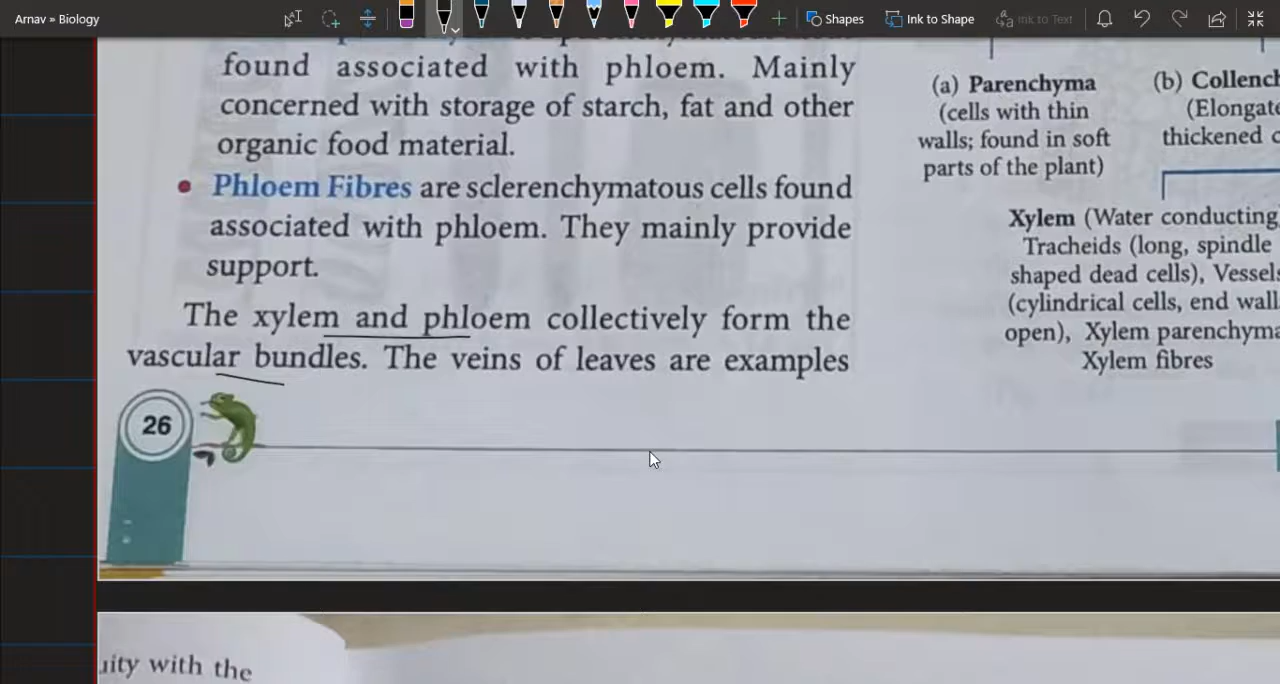 Arnav » Biology
Shapes
Ink to Shape
Ink to Text
found associated with phloem. Mainly
concerned with storage of starch, fat and other
organic food material.
• Phloem Fibres are sclerenchymatous cells found
associated with phloem. They mainly provide
support.
The xylem and phloem collectively form the
vascular bundles. The veins of leaves are examples
26
(a) Parenchyma
(cells with thin
walls; found in soft
parts of the plant)
(b) Collench
(Elongate
thickened c
Xylem (Water conducting
Tracheids (long, spindle
shaped dead cells), Vessels
(cylindrical cells, end wall
open), Xylem parenchyma
Xylem fibres
uity with the